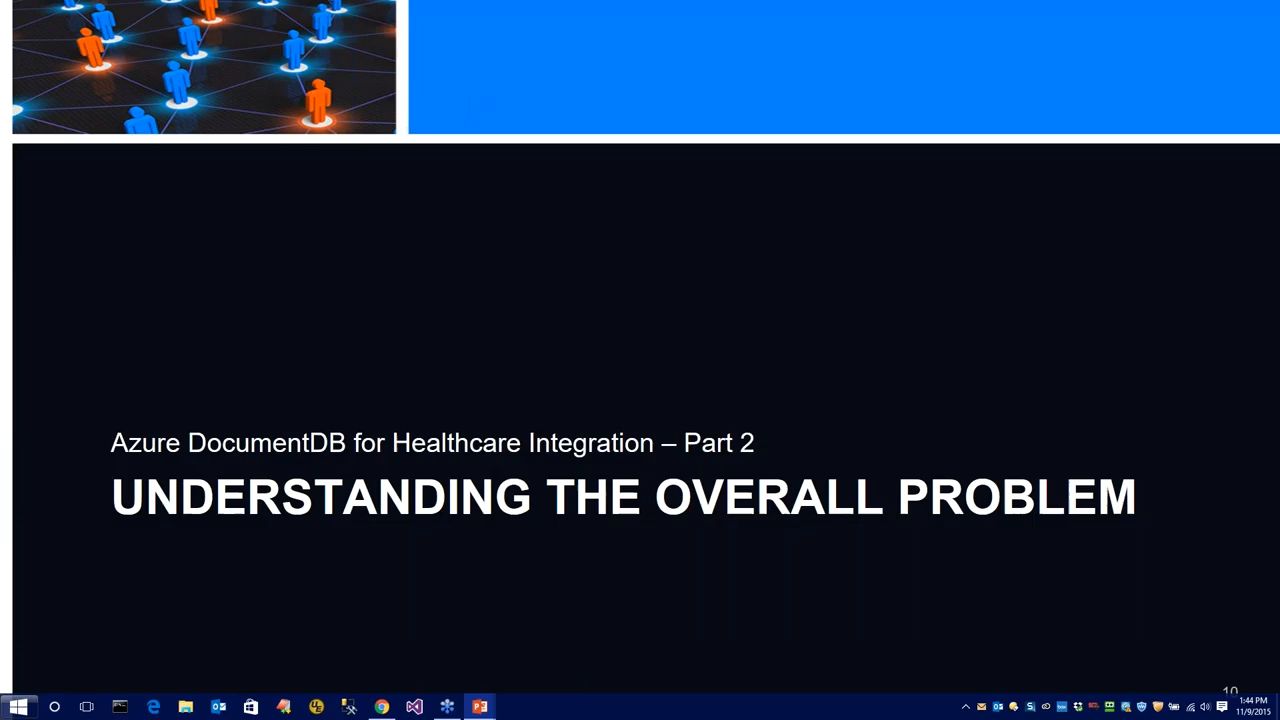 Azure DocumentDB for Healthcare Integration – Part 2
UNDERSTANDING THE OVERALL PROBLEM
10
1:44 PM
11/9/2015